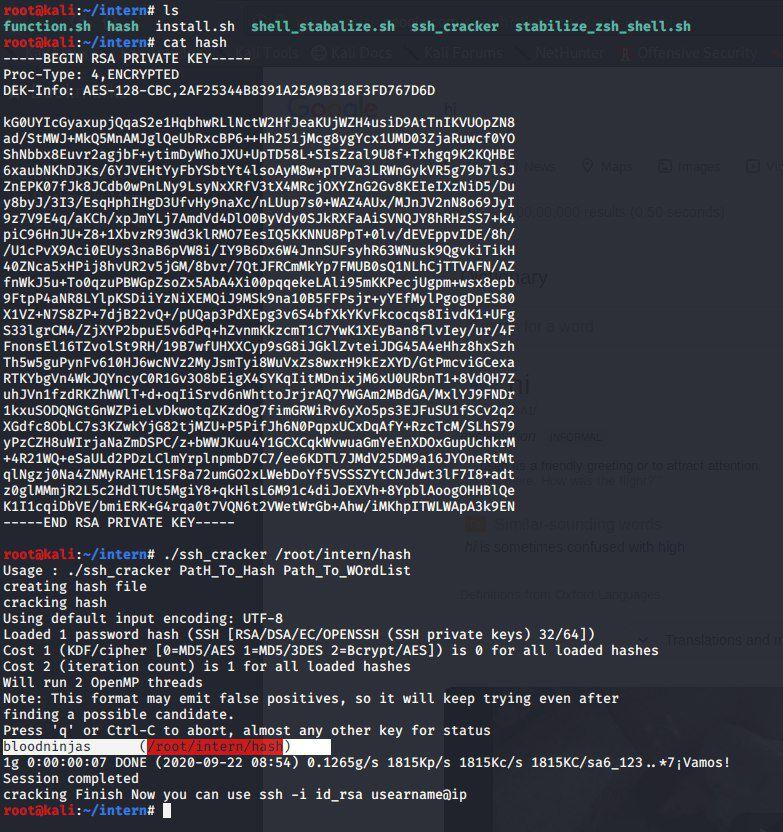 root@kali:~/intern# ls
function.sh hash install.sh shell_stabalize.sh ssh_cracker stabilize_zsh_shell.sh
root@kali:~/intern# cat hash
-----BEGIN RSA PRIVATE KEY-----
Proc-Type: 4,ENCRYPTED
DEK-Info: AES-128-CBC,2AF25344B8391A25A9B318F3FD767D6D
kG0UYIcGyaxupjQqaS2e1HqbhwRLlNctW2HfJeaKUjWZH4usiD9AtTnIKVUOpZN8
ad/StMWJ+MkQ5MnAMJglQeUbRxcBP6++Hh251jMcg8ygYcx1UMD03ZjaRuwcf0YO
ShNbbx8Euvr2agjbF+ytimDyWhoJXU+UpTD58L+SIsZzal9U8f+Txhgq9K2KQHBE
6xaubNKhDJKs/6YJVEHtYyFbYSbtYt4lsoAyM8w+pTPVa3LRWnGykVR5g79b7lsJ
ZnEPK07fJk8JCdb0wPnLNy9LsyNxXRfV3tX4MRcjOXYZnG2Gv8KEIeIXzNiD5/Du
y8byJ/3I3/EsqHphIHgD3UfvHy9naXc/nLUup7s0+WAZ4AUx/MJnJV2nN8o69JyI
9z7V9E4q/aKCh/xpJmYLj7AmdVd4DlO0ByVdy0SJkRXFaAiSVNQJY8hRHzSS7+k4
piC96HnJU+Z8+1XbvzR93Wd3klRMO7EesIQ5KKNNU8PpT+0lv/dEVEppvIDE/8h/
/U1cPvX9Aci0EUys3naB6pVW8i/IY9B6Dx6W4JnnSUFsyhR63WNusk9QgvkiTikH
40ZNca5xHPij8hvUR2v5jGM/8bvr/7QtJFRCmMkYp7FMUB0sQ1NLhCjTT/AFN/AZ
fnWkJ5u+To0qzuPBWGpZsoZx5AbA4Xi00pqqekeLAli95mKKPecjUgpm+wsx8epb
9FtpP4aNR8LYlpKSDiiYzNiXEMQiJ9MSk9na10B5FFPsjr+yYEfMylPgogDpES80
X1VZ+N7S8ZP+7djB22vQ+/pUQap3PdXEpg3v6S4bfXkYKvFkcocqs8IivdK1+UFg
S33lgrCM4/ZjXYP2bpuE5v6dPq+hZvnmKkzcmT1C7YwK1XEyBan8flvIey/ur/4F
FnonsEl16TZvolSt9RH/19B7wfUHXXCyp9sG8iJGklZvteiJDG45A4eHhz8hxSzh
Th5w5guPynFv610HJ6wcNVz2MyJsmTyi8WuVxZs8wxrH9kEzXYD/GtPmcviGCexa
RTKYbgVn4WkJQYncyC0R1Gv3O8bEigX4SYKqIitMDnixjM6xU0URbnT1+8VdQH7Z
uhJVn1fzdRKZhWWlT+d+oqIiSrvd6nWhttoJrjrAQ7YWGAm2MBdGA/MxlYJ9FNDr
1kxuSODQNGtGnWZPieLvDkwotqZKzdOg7fimGRWiRv6yXo5ps3EJFuSU1fSCv2q2
XGdfc8ObLC7s3KZwkYjG82tjMZU+P5PifJh6N0PqpxUCxDqAfY+RzcTcM/SLhS79
yPzCZH8uWIrjaNaZmDSPC/z+bWWJKuu4Y1GCXCqkWvwuaGmYeEnXDOxGupUChkrM
+4R21WQ+eSaULd2PDzLClmYrplnpmbD7C7/ee6KDTl7JMdV25DM9a16JYOneRtMt
qlNgzj0Na4ZNMyRAHEl1SF8a72umGO2xLWebDoYf5VSSSZYtCNJdwt3lF7I8+adt
z0glMMmjR2L5c2HdlTUt5MgiY8+qkHlsL6M91c4diJoEXVh+8YpblAoogOHHBlQe
K1I1cqiDbVE/bmiERK+G4rqa0t7VQN6t2VWetWrGb+Ahw/iMKhpITWLWApA3k9EN
-----END RSA PRIVATE KEY-----
root@kali:~/intern# ./ssh_cracker /root/intern/hash
Usage : ./ssh_cracker PatH_To_Hash Path_To_WOrdList
creating hash file
cracking hash
Using default input encoding: UTF-8
Loaded 1 password hash (SSH [RSA/DSA/EC/OPENSSH (SSH private keys) 32/64])
Cost 1 (KDF/cipher [0=MD5/AES 1=MD5/3DES 2=Bcrypt/AES]) is 0 for all loaded hashes
Cost 2 (iteration count) is 1 for all loaded hashes
Will run 2 OpenMP threads
Note: This format may emit false positives, so it will keep trying even after
finding a possible candidate.
Press 'q' or Ctrl-C to abort, almost any other key for status
bloodninjas (/root/intern/hash)
1g 0:00:00:07 DONE (2020-09-22 08:54) 0.1265g/s 1815Kp/s 1815Kc/s 1815KC/sa6_123..*7¡Vamos!
Session completed
cracking Finish Now you can use ssh -i id_rsa usearname@ip
root@kali:~/intern#